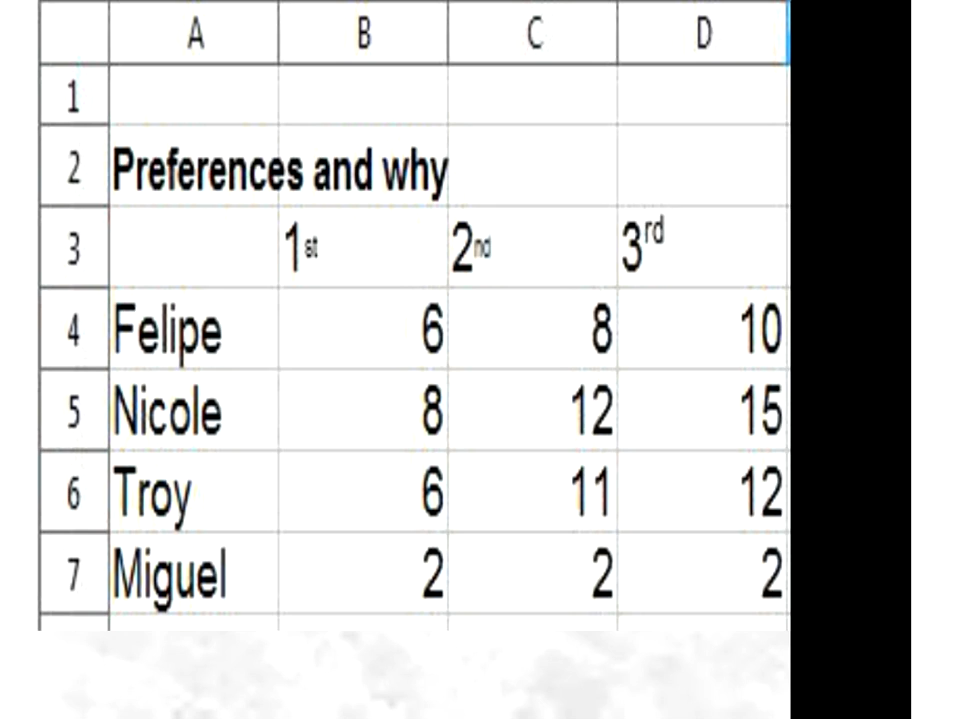 A B C D
1
2 Preferences and why
3 1st 2nd 3rd
4 Felipe 6 8 10
5 Nicole 8 12 15
6 Troy 6 11 12
7 Miguel 2 2 2